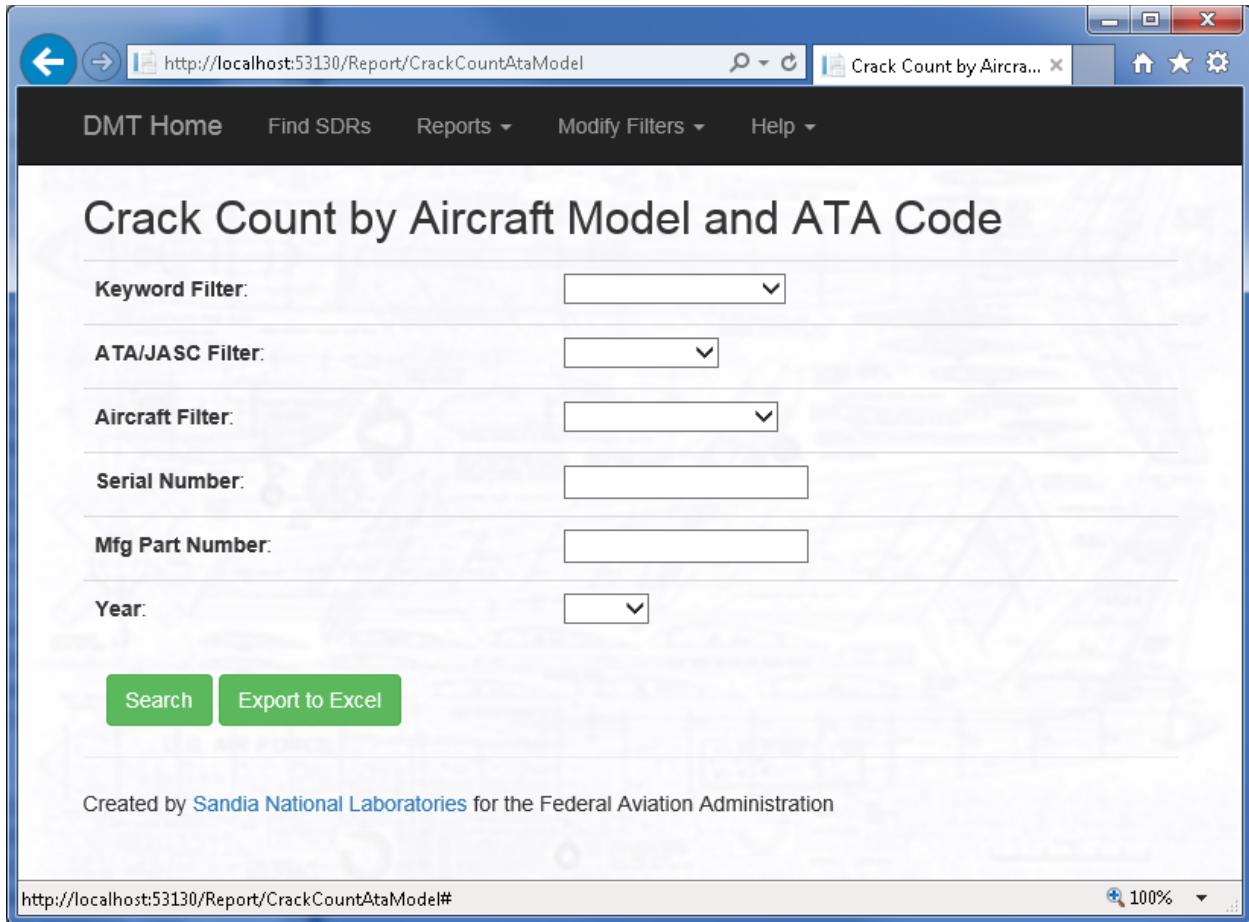 http://localhost:53130/Report/CrackCountAtaModel
Crack Count by Aircra...
DMT Home Find SDRs Reports Modify Filters Help
Crack Count by Aircraft Model and ATA Code
Keyword Filter:
ATA/JASC Filter:
Aircraft Filter:
Serial Number:
Mfg Part Number:
Year:
Search Export to Excel
U.S. AIR FORCE
Created by Sandia National Laboratories for the Federal Aviation Administration
http://localhost:53130/Report/CrackCountAtaModel# 100%